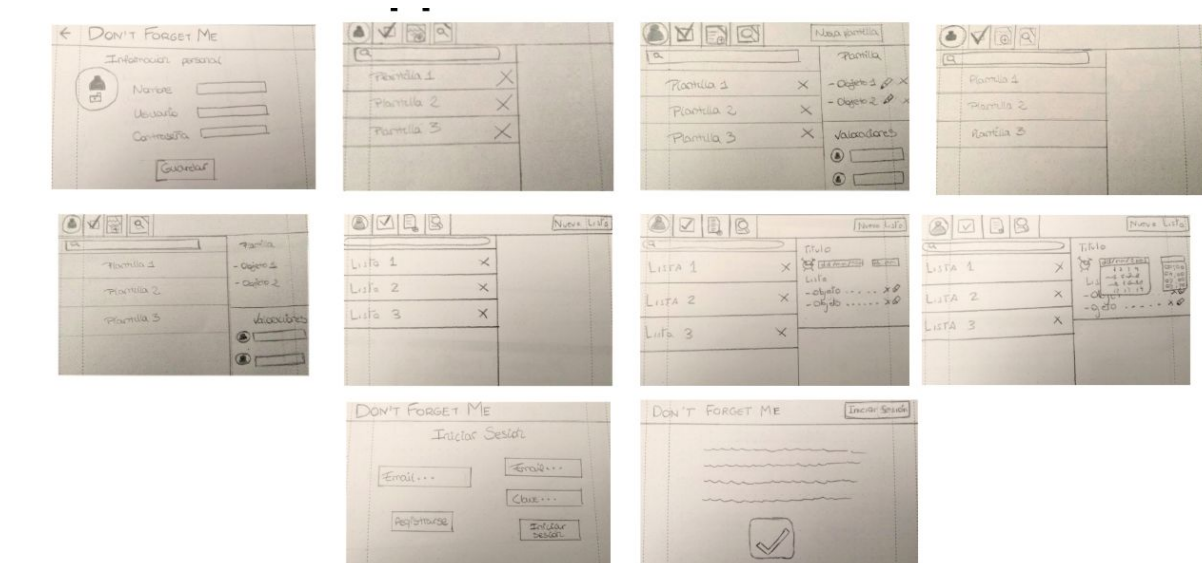 ← DON'T FORGET ME
Información personal
Nombre
Usuario
Contraseña
Guardar
Plantilla 1 X
Plantilla 2 X
Plantilla 3 X
Nueva plantilla
Plantilla
Plantilla 1 X
- Objeto 1 X
Plantilla 2 X
- Objeto 2 X
Plantilla 3 X
Valoraciones
Plantilla 1
Plantilla 2
Plantilla 3
Plantilla
Plantilla 1
- Objeto 1
Plantilla 2
- Objeto 2
Plantilla 3
Valoraciones
Nueva Lista
LISTA 1 X
LISTA 2 X
LISTA 3 X
Nueva Lista
Título
LISTA 1 X
Lista
- objeto ..... X
LISTA 2 X
- objeto ..... X
LISTA 3 X
Nueva Lista
Título
LISTA 1 X
LISTA 2 X
- objeto ..... X
LISTA 3 X
DON'T FORGET ME
Iniciar Sesión
Email...
Email...
Clave...
Registrarse
Iniciar
sesión
DON'T FORGET ME
Iniciar Sesión